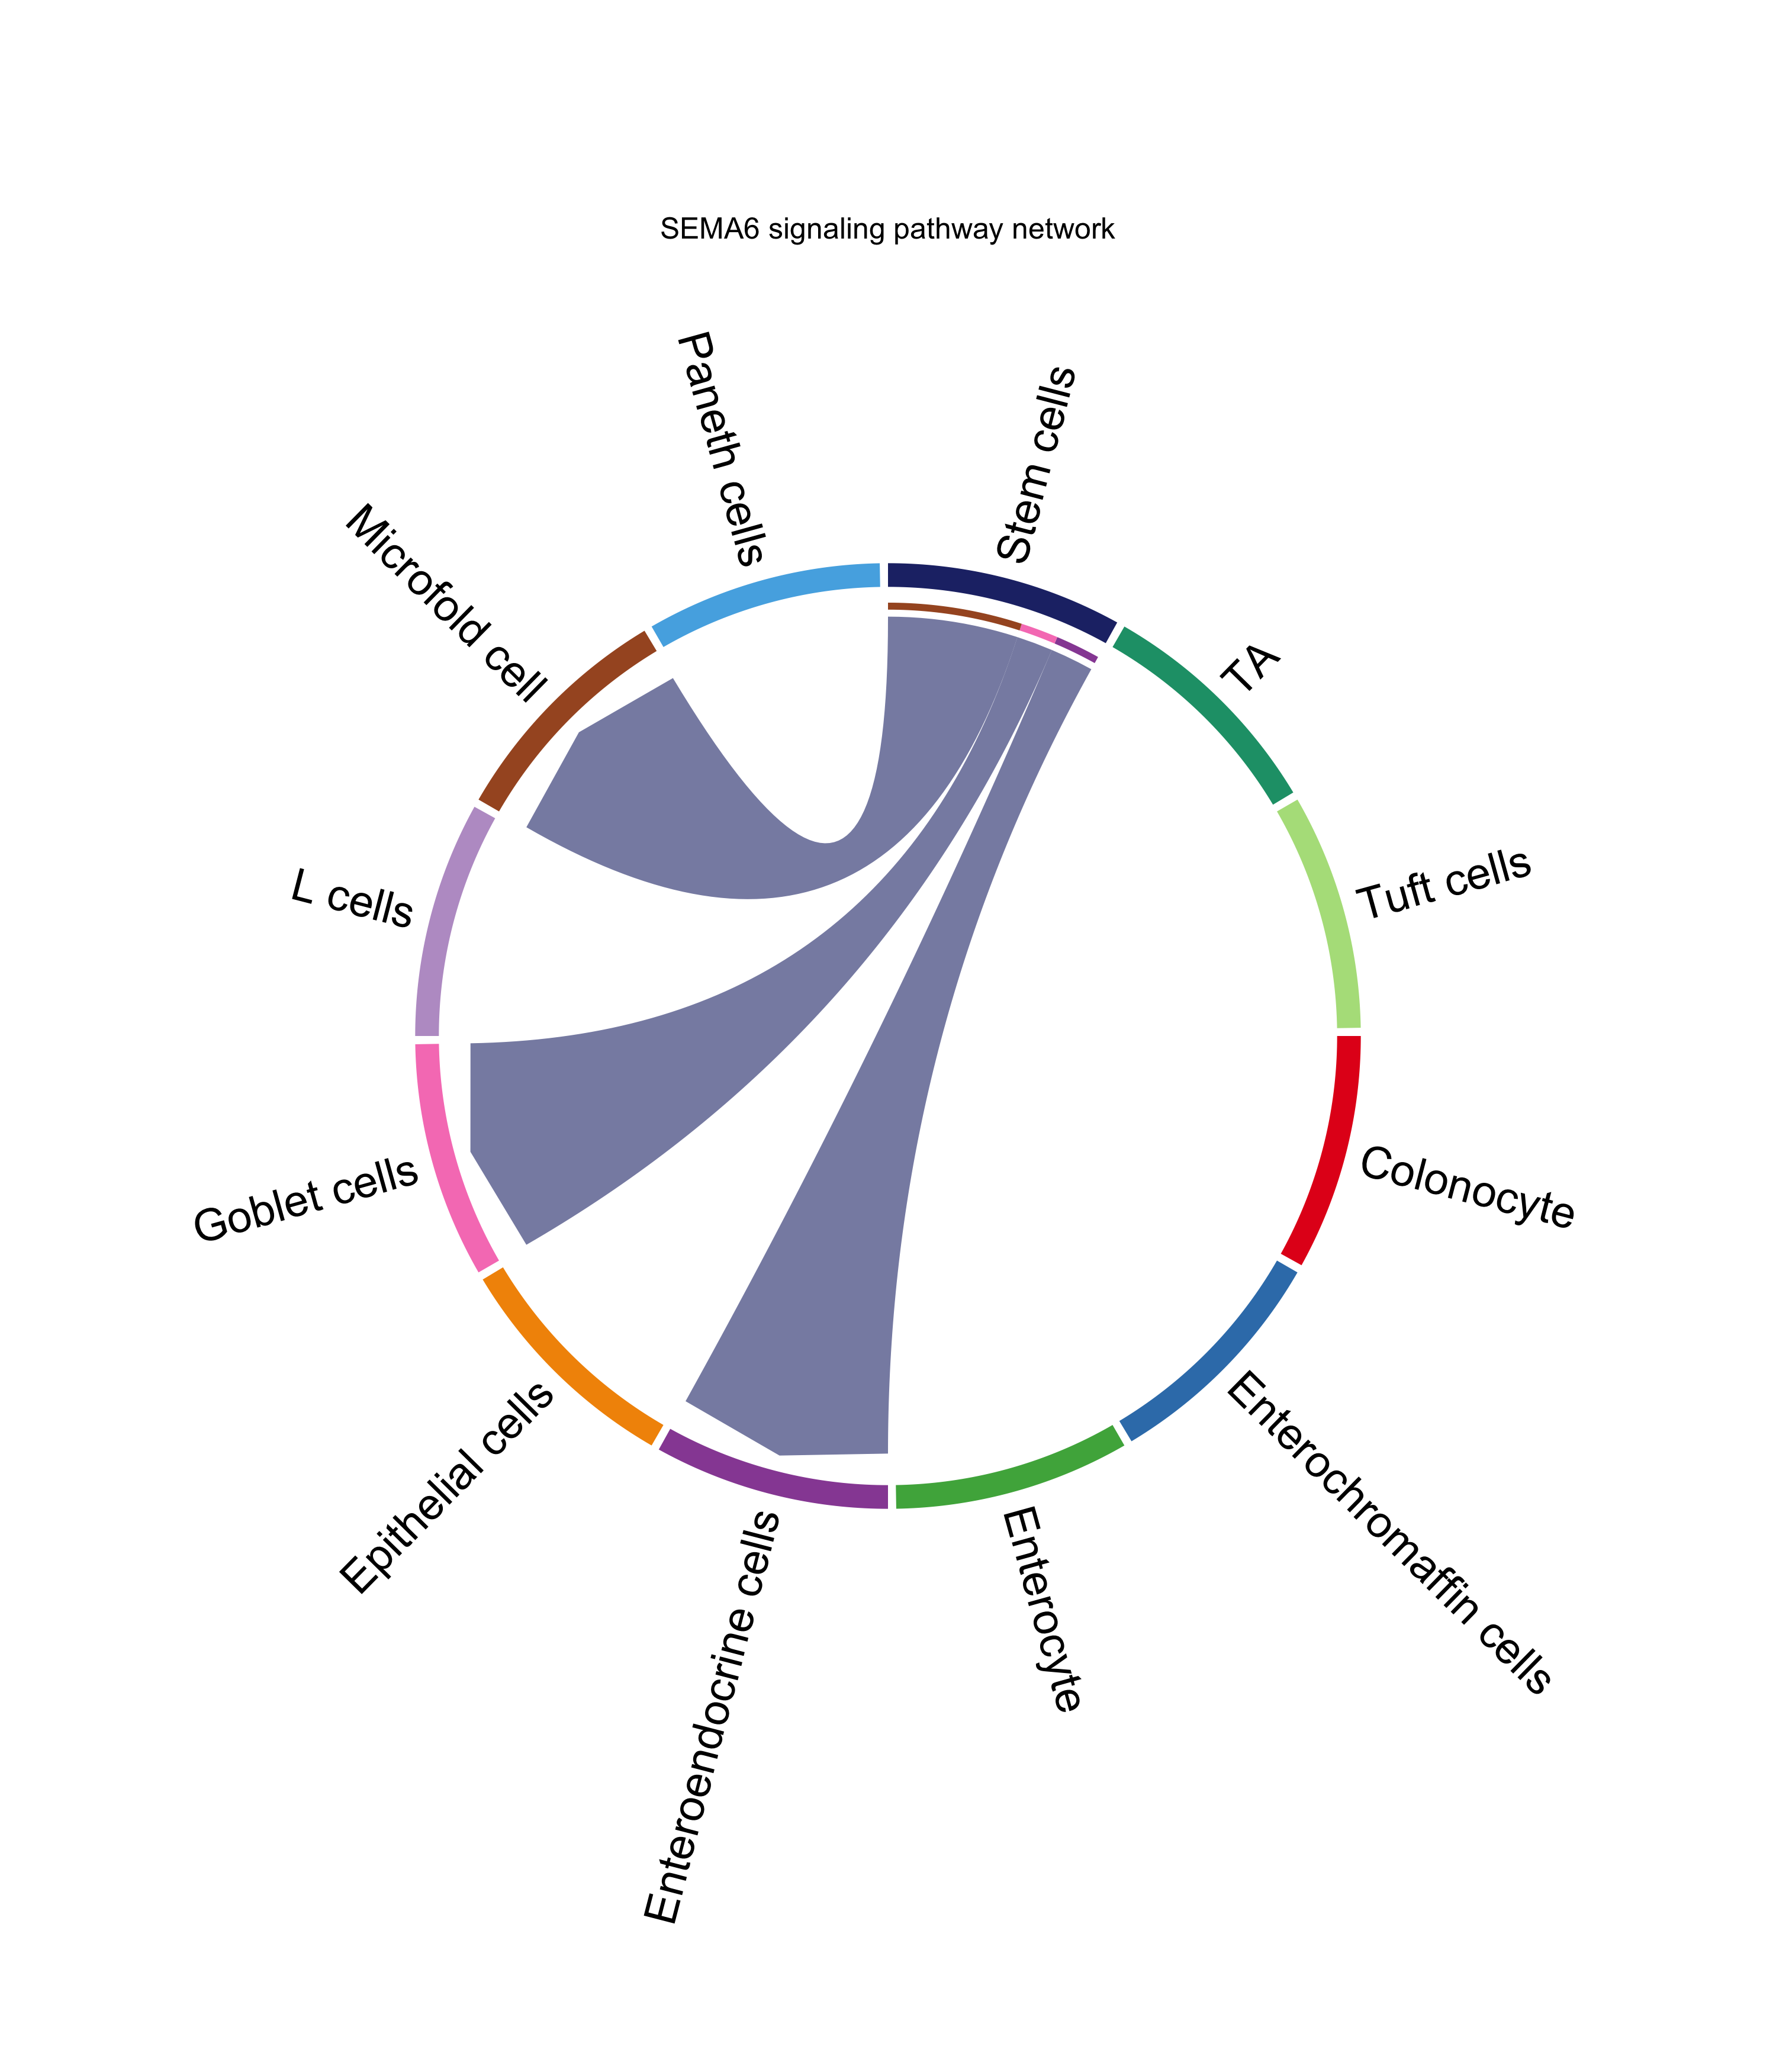 SEMA6 signaling pathway network
Stem cells
TA
Tuft cells
Colonocyte
Enterochromaffin cells
Enterocyte
Enteroendocrine cells
Epithelial cells
Goblet cells
L cells
Microfold cell
Paneth cells